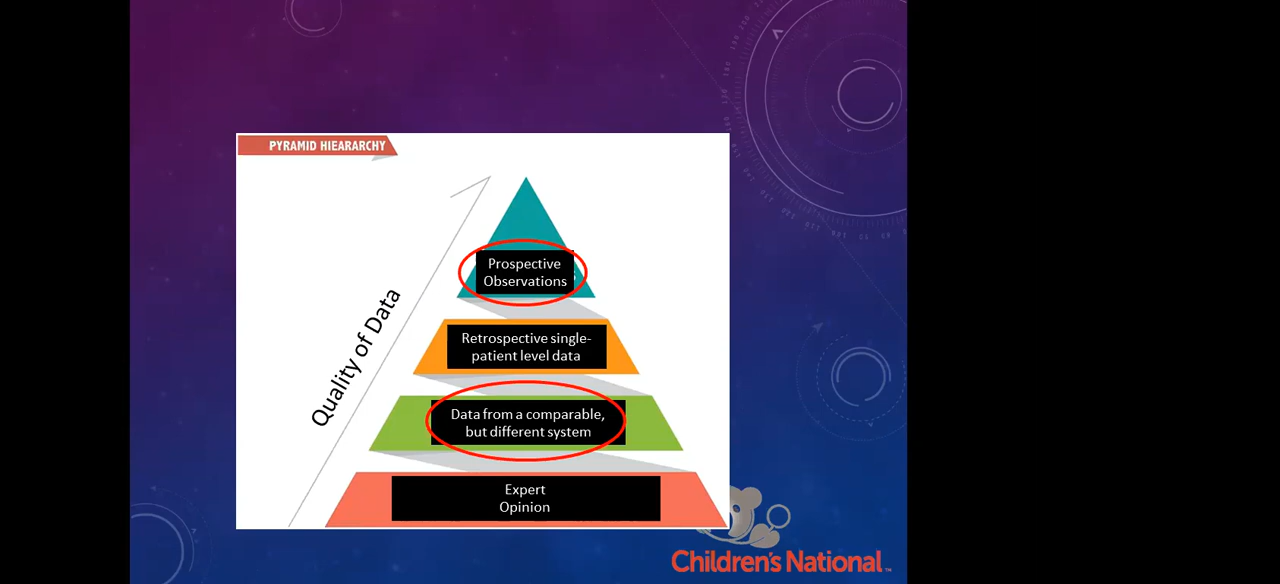 PYRAMID HIEARARCHY
Quality of Data
Prospective
Observations
Retrospective single-
patient level data
Data from a comparable,
but different system
Expert
Opinion
Children's National ™